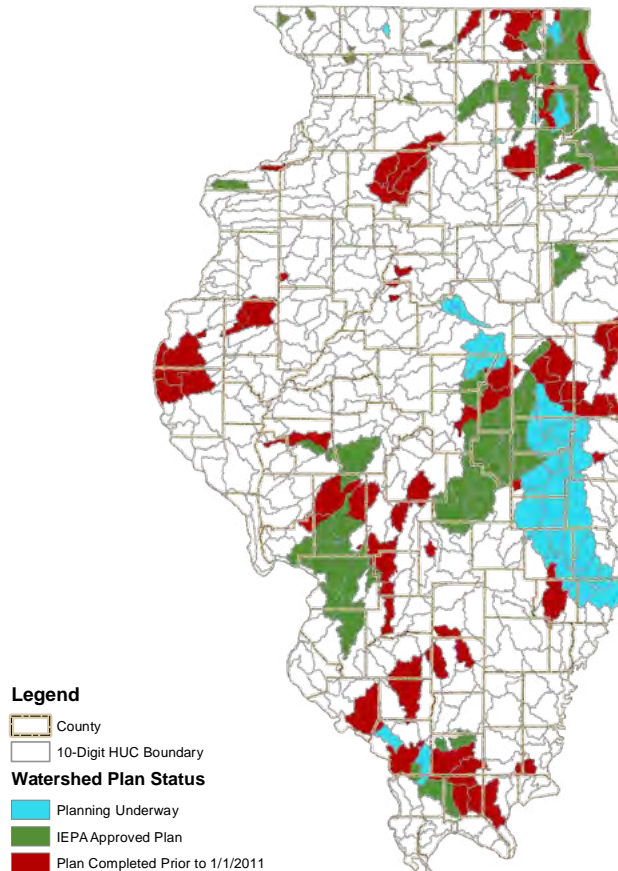 Legend
County
10-Digit HUC Boundary
Watershed Plan Status
Planning Underway
IEPA Approved Plan
Plan Completed Prior to 1/1/2011